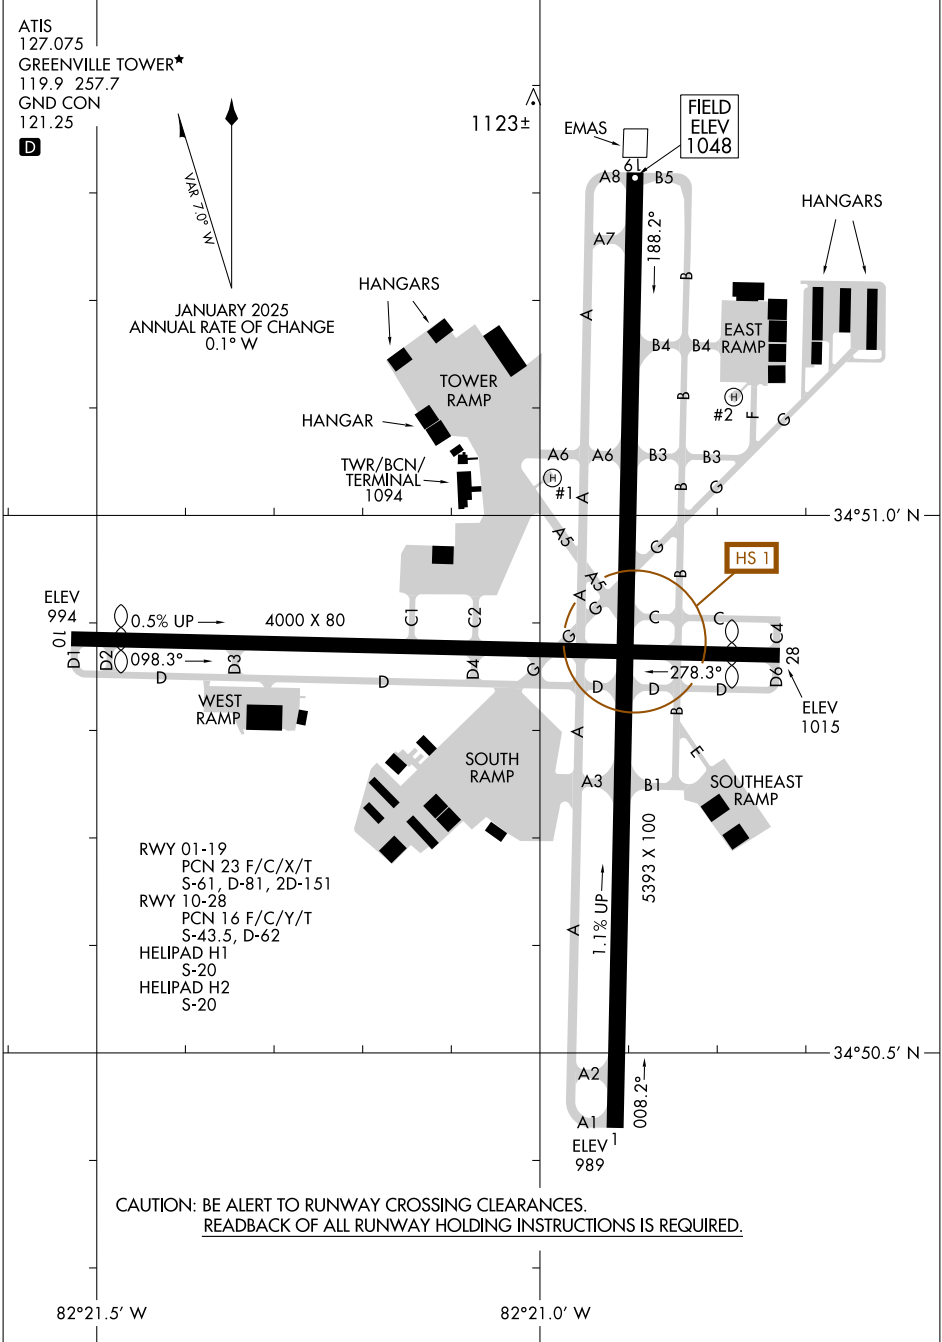 ATIS
127.075
GREENVILLE TOWER★
119.9 257.7
GND CON
121.25
D
VAR 7.0° W
JANUARY 2025
ANNUAL RATE OF CHANGE
0.1° W
1123±
EMAS
FIELD
ELEV
1048
19
A8
B5
A7
188.2°
B
HANGARS
HANGARS
A
EAST
RAMP
B4
B4
TOWER
RAMP
B
H
#2
F
G
HANGAR
A6
A6
B3
B3
TWR/BCN/
TERMINAL
1094
H
#1
A
B
G
34°51.0' N
A5
G
HS 1
A5
B
A
G
ELEV
994
0.5% UP
4000 X 80
C1
C2
C
C
C4
10
G
28
D1
D2
098.3°
D3
D4
G
278.3°
D6
D
D
D
D
D
ELEV
1015
WEST
RAMP
B
A
E
SOUTH
RAMP
A3
B1
SOUTHEAST
RAMP
5393 X 100
RWY 01-19
PCN 23 F/C/X/T
S-61, D-81, 2D-151
RWY 10-28
PCN 16 F/C/Y/T
S-43.5, D-62
HELIPAD H1
S-20
HELIPAD H2
S-20
A
1.1% UP
34°50.5' N
A2
008.2°
A1
1
ELEV
989
CAUTION: BE ALERT TO RUNWAY CROSSING CLEARANCES.
READBACK OF ALL RUNWAY HOLDING INSTRUCTIONS IS REQUIRED.
82°21.5' W
82°21.0' W